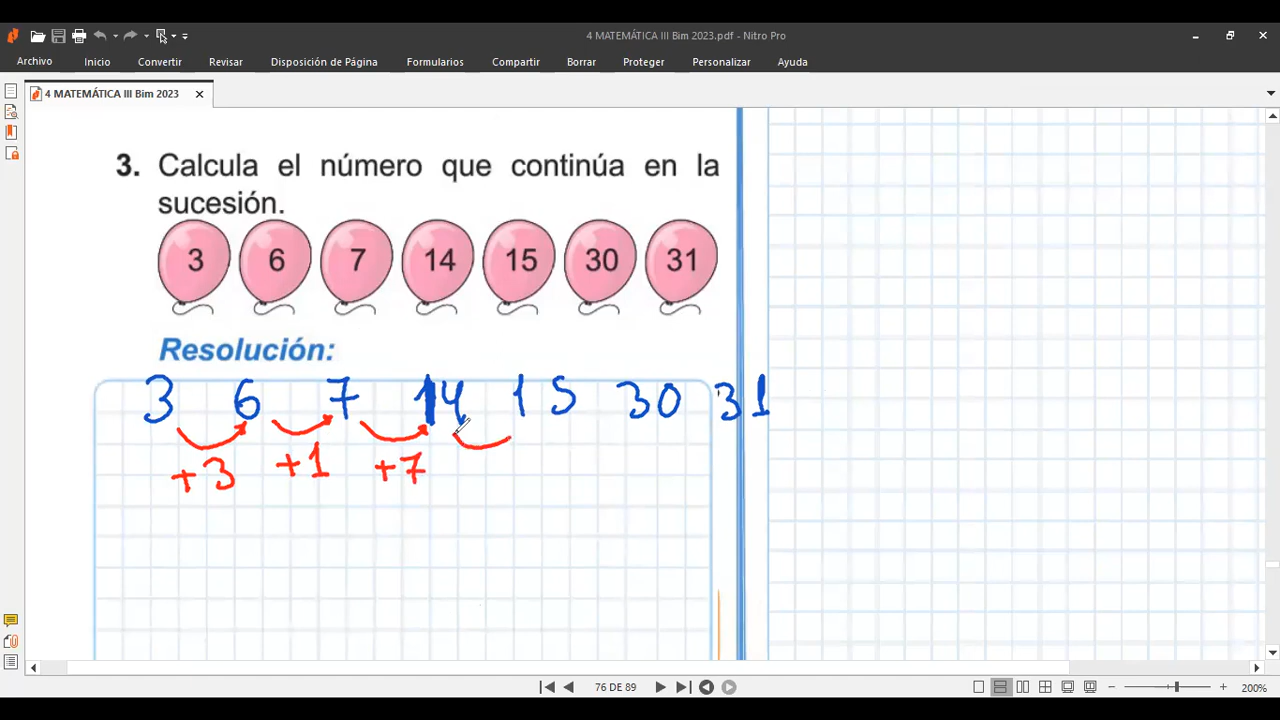 4 MATEMÁTICA III Bim 2023.pdf - Nitro Pro
Archivo Inicio Convertir Revisar Disposición de Página Formularios Compartir Borrar Proteger Personalizar Ayuda
4 MATEMÁTICA III Bim 2023
3. Calcula el número que continúa en la
sucesión.
3 6 7 14 15 30 31
Resolución:
3 6 7 14 15 30 31
+3 +1 +7
76 DE 89
200%